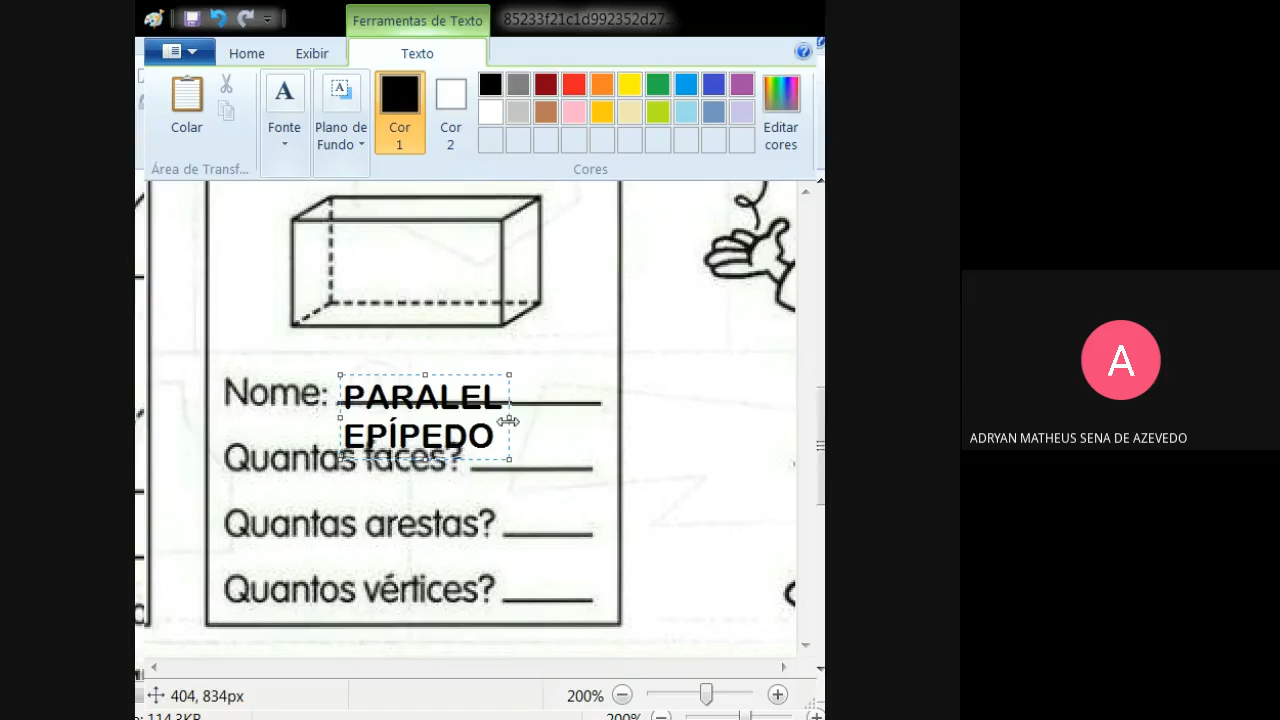 Ferramentas de Texto
85233f21c1d992352d27...
Home
Exibir
Texto
Colar
Fonte
Plano de
Fundo
Cor
1
Cor
2
Editar
cores
Área de Transf...
Cores
Nome: PARALEL
EPÍPEDO
Quantas faces?
Quantas arestas?
Quantos vértices?
A
ADRYAN MATHEUS SENA DE AZEVEDO
404, 834px
200%
114,3KB
200%